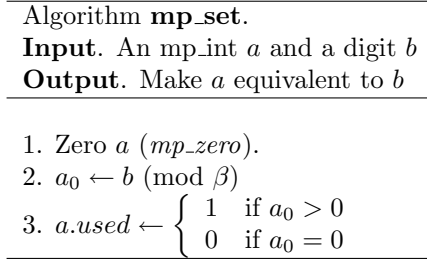 Algorithm mp_set.
Input. An mp_int a and a digit b
Output. Make a equivalent to b
1. Zero a (mp_zero).
2. a₀ ← b (mod β)
3. a.used ← { 1 if a₀ > 0
0 if a₀ = 0